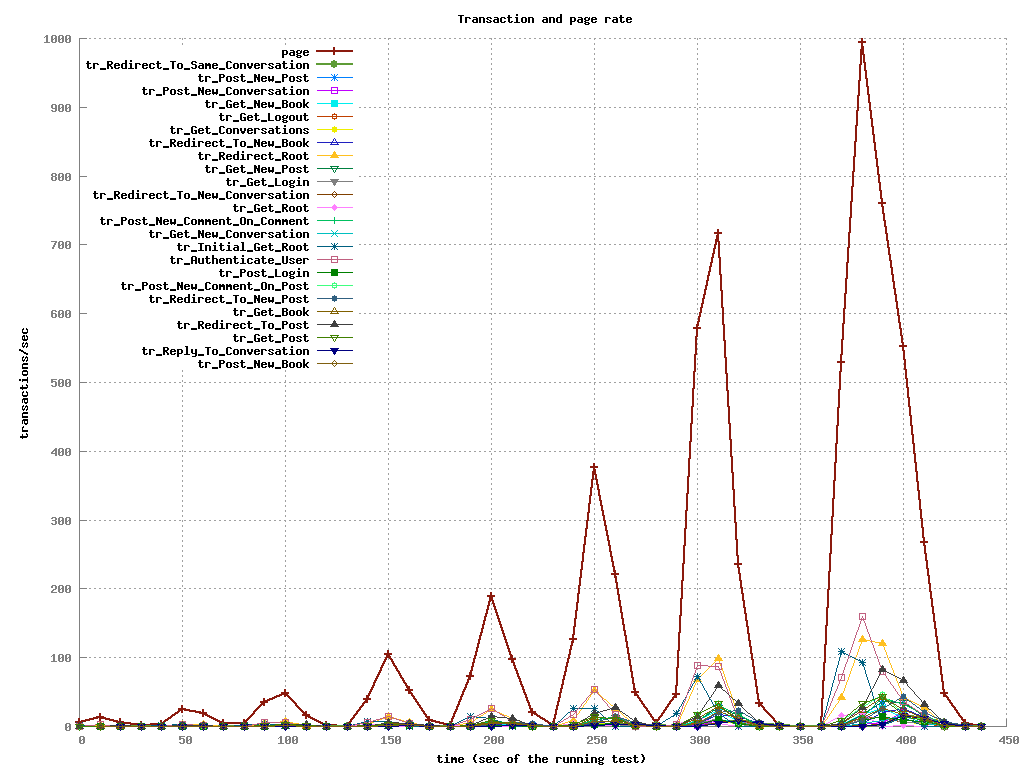 Transaction and page rate
1000
900
800
700
600
500
400
300
200
100
0
transactions/sec
page
tr_Redirect_To_Same_Conversation
tr_Post_New_Post
tr_Post_New_Conversation
tr_Get_New_Book
tr_Get_Logout
tr_Get_Conversations
tr_Redirect_To_New_Book
tr_Redirect_Root
tr_Get_New_Post
tr_Get_Login
tr_Redirect_To_New_Conversation
tr_Get_Root
tr_Post_New_Comment_On_Comment
tr_Get_New_Conversation
tr_Initial_Get_Root
tr_Authenticate_User
tr_Post_Login
tr_Post_New_Comment_On_Post
tr_Redirect_To_New_Post
tr_Get_Book
tr_Redirect_To_Post
tr_Get_Post
tr_Reply_To_Conversation
tr_Post_New_Book
0 50 100 150 200 250 300 350 400 450
time (sec of the running test)